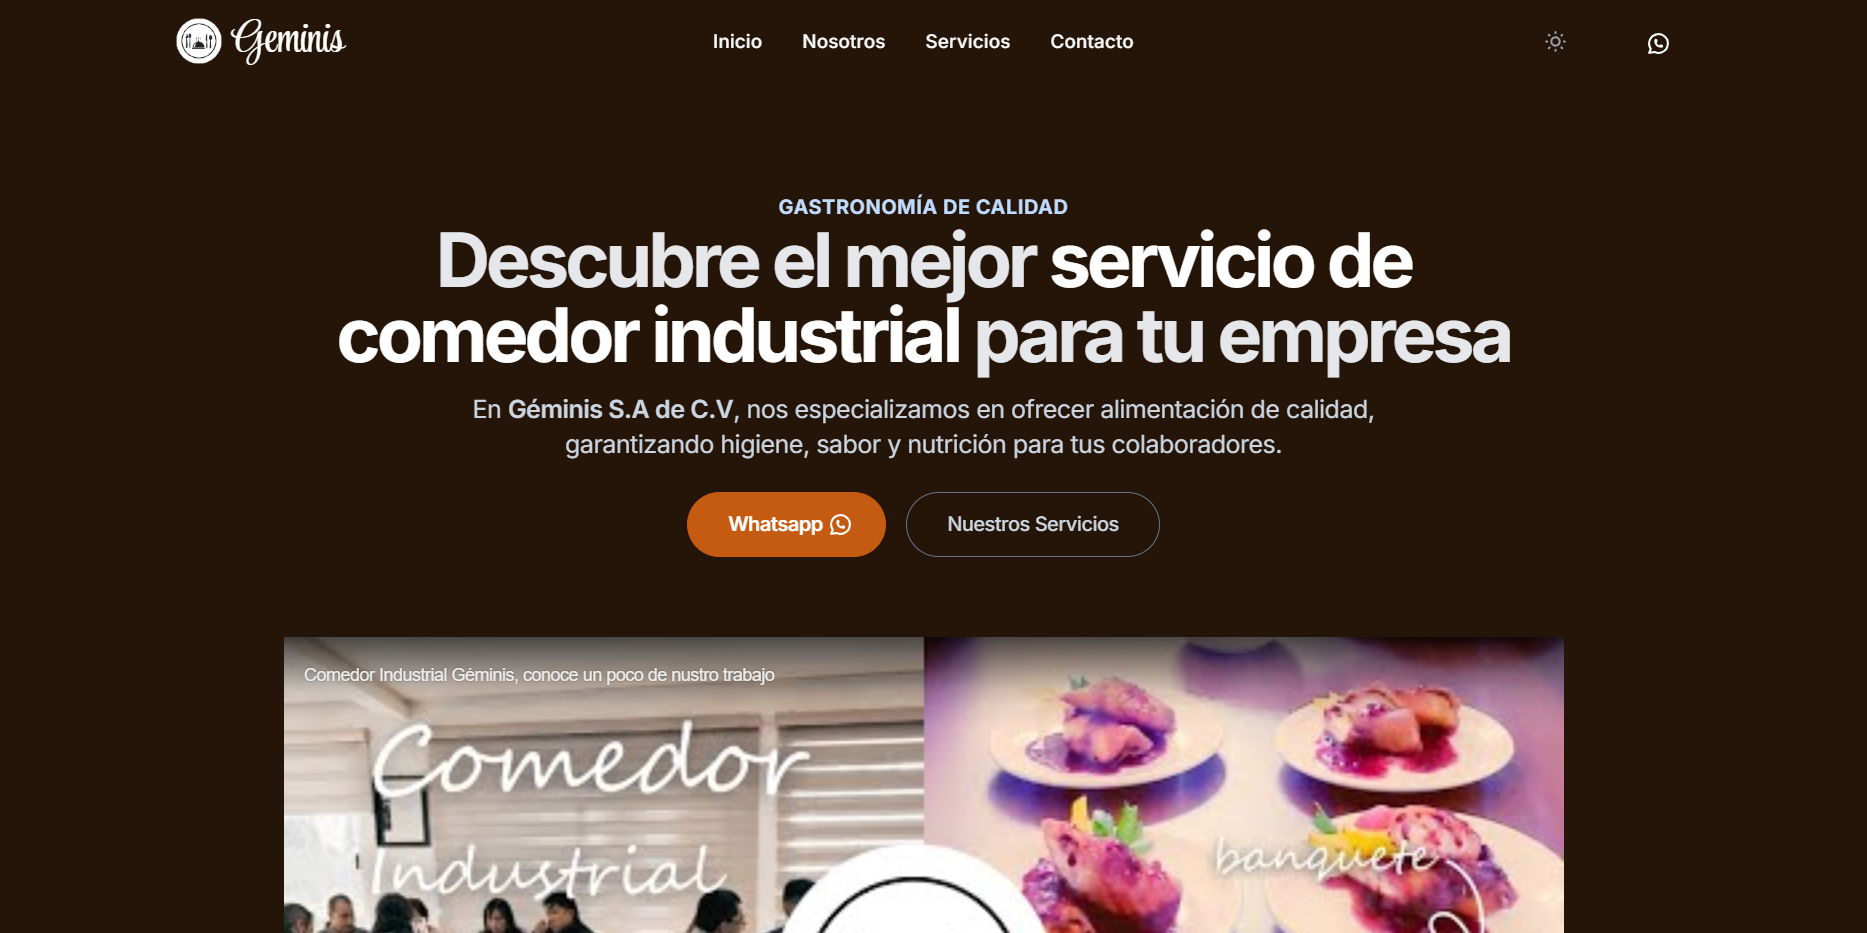 Geminis
Inicio Nosotros Servicios Contacto
GASTRONOMÍA DE CALIDAD
Descubre el mejor servicio de
comedor industrial para tu empresa
En Géminis S.A de C.V, nos especializamos en ofrecer alimentación de calidad,
garantizando higiene, sabor y nutrición para tus colaboradores.
Whatsapp
Nuestros Servicios
Comedor Industrial Géminis, conoce un poco de nustro trabajo
Comedor
Industrial
banquete